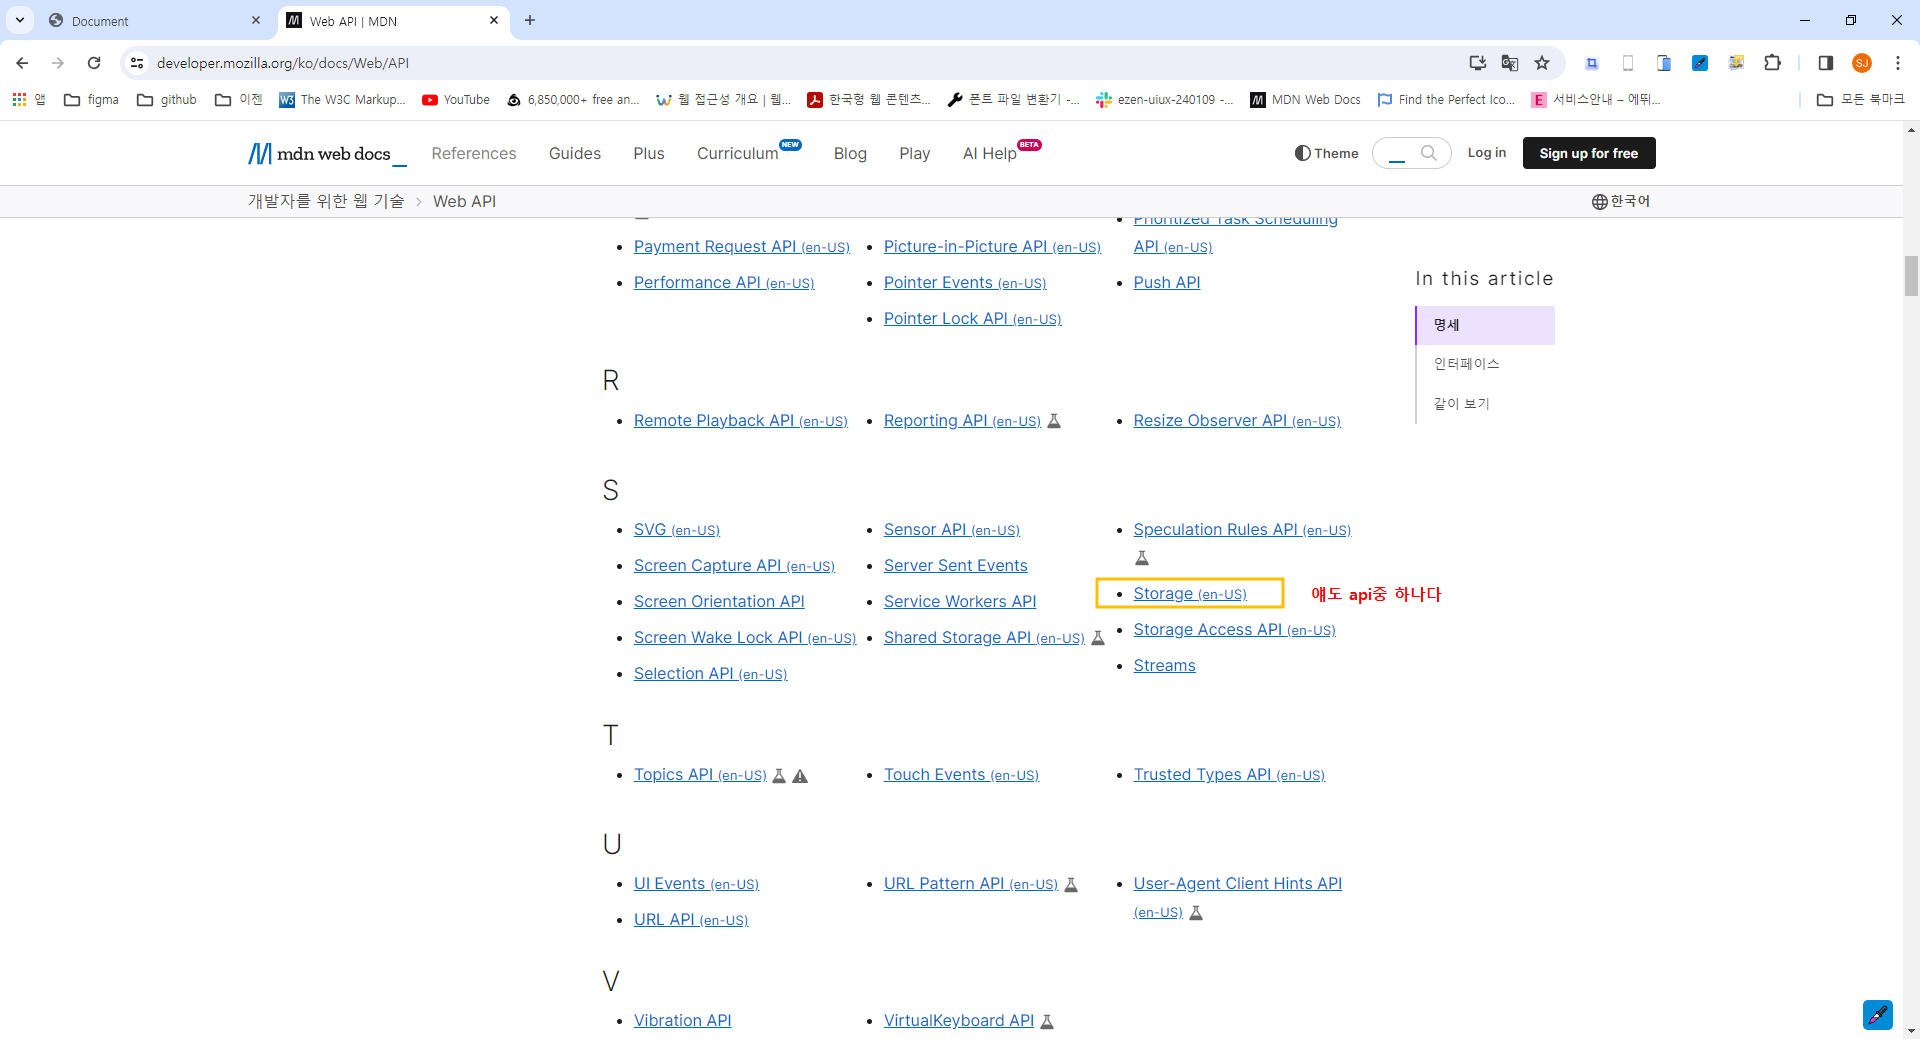 Document
Web API | MDN
developer.mozilla.org/ko/docs/Web/API
SJ
앱 figma github 이젠 The W3C Markup... YouTube 6,850,000+ free an... 웹 접근성 개요 | 웹... 한국형 웹 콘텐츠... 폰트 파일 변환기 -... ezen-uiux-240109 -... MDN Web Docs Find the Perfect Ico... 서비스안내 – 에뛰... 모든 북마크
mdn web docs_ References Guides Plus Curriculum NEW Blog Play AI Help BETA Theme Log in Sign up for free
개발자를 위한 웹 기술 Web API 한국어
Payment Request API (en-US)
Performance API (en-US)
Picture-in-Picture API (en-US)
Pointer Events (en-US)
Pointer Lock API (en-US)
Prioritized Task Scheduling
API (en-US)
Push API
R
Remote Playback API (en-US)
Reporting API (en-US)
Resize Observer API (en-US)
S
SVG (en-US)
Screen Capture API (en-US)
Screen Orientation API
Screen Wake Lock API (en-US)
Selection API (en-US)
Sensor API (en-US)
Server Sent Events
Service Workers API
Shared Storage API (en-US)
Speculation Rules API (en-US)
Storage (en-US)
얘도 api중 하나다
Storage Access API (en-US)
Streams
T
Topics API (en-US)
Touch Events (en-US)
Trusted Types API (en-US)
U
UI Events (en-US)
URL API (en-US)
URL Pattern API (en-US)
User-Agent Client Hints API
(en-US)
V
Vibration API
VirtualKeyboard API
In this article
명세
인터페이스
같이 보기